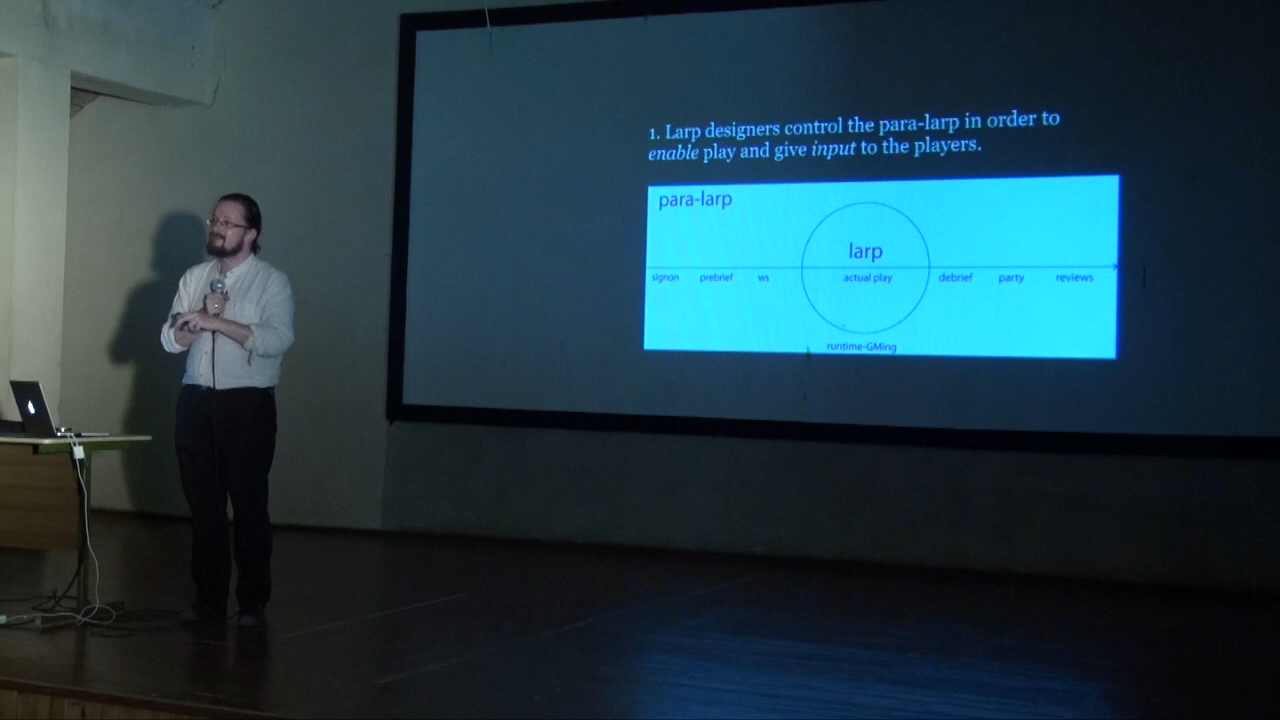 1. Larp designers control the para-larp in order to
enable play and give input to the players.
para-larp
larp
signon prebrief ws actual play debrief party reviews
runtime-GMing